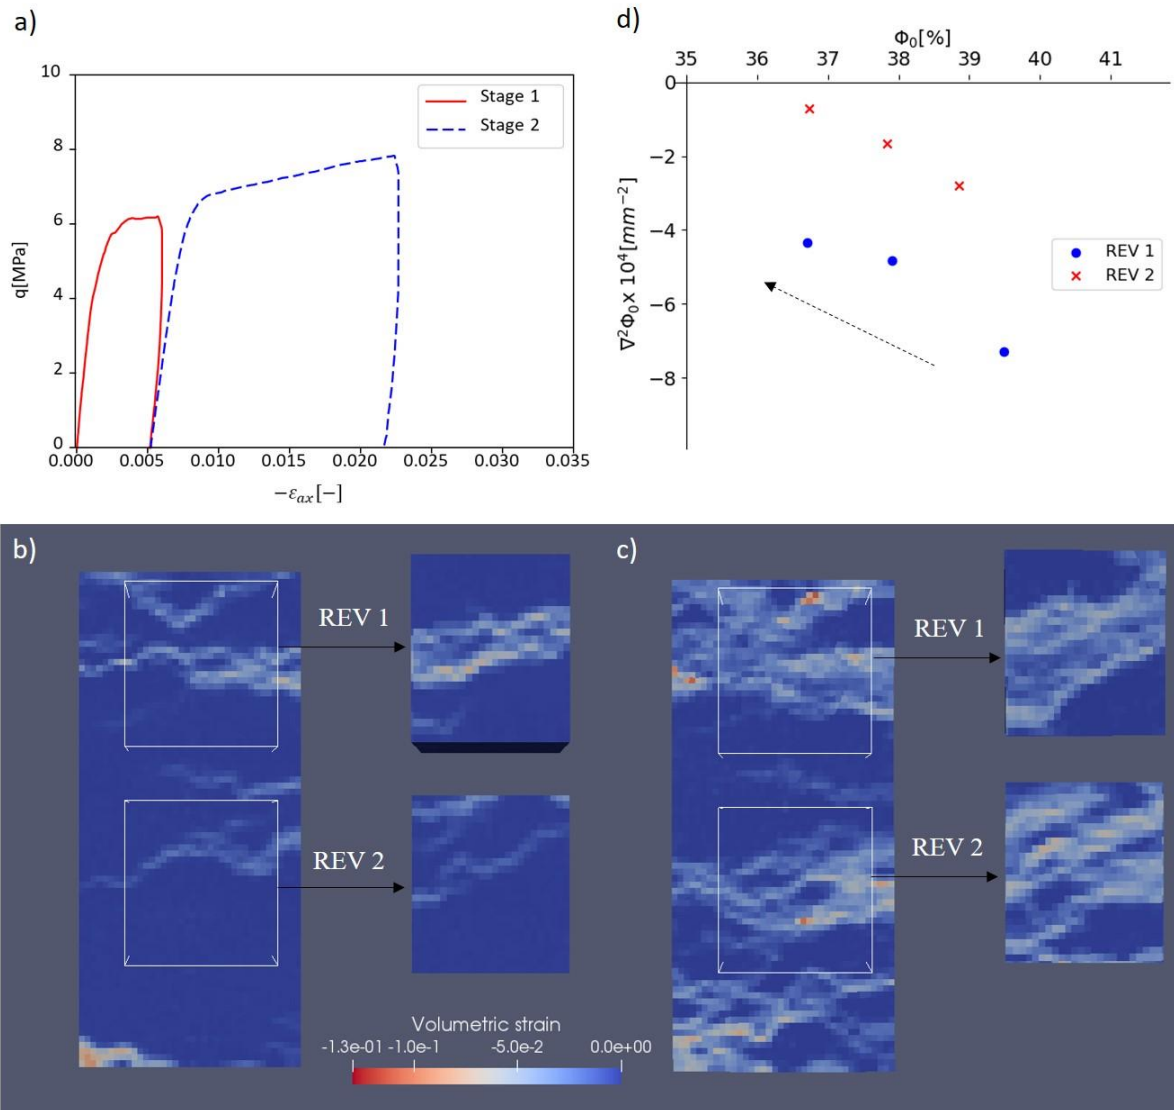 a)
10
8
6
4
2
0
q[MPa]
Stage 1
Stage 2
0.000 0.005 0.010 0.015 0.020 0.025 0.030 0.035
−εₐₓ[−]
d)
Φ₀[%]
35 36 37 38 39 40 41
0
−2
−4
−6
−8
∇²Φ₀x 10⁴[mm⁻²]
REV 1
REV 2
b)
REV 1
REV 2
c)
REV 1
REV 2
Volumetric strain
-1.3e-01 -1.0e-1 -5.0e-2 0.0e+00